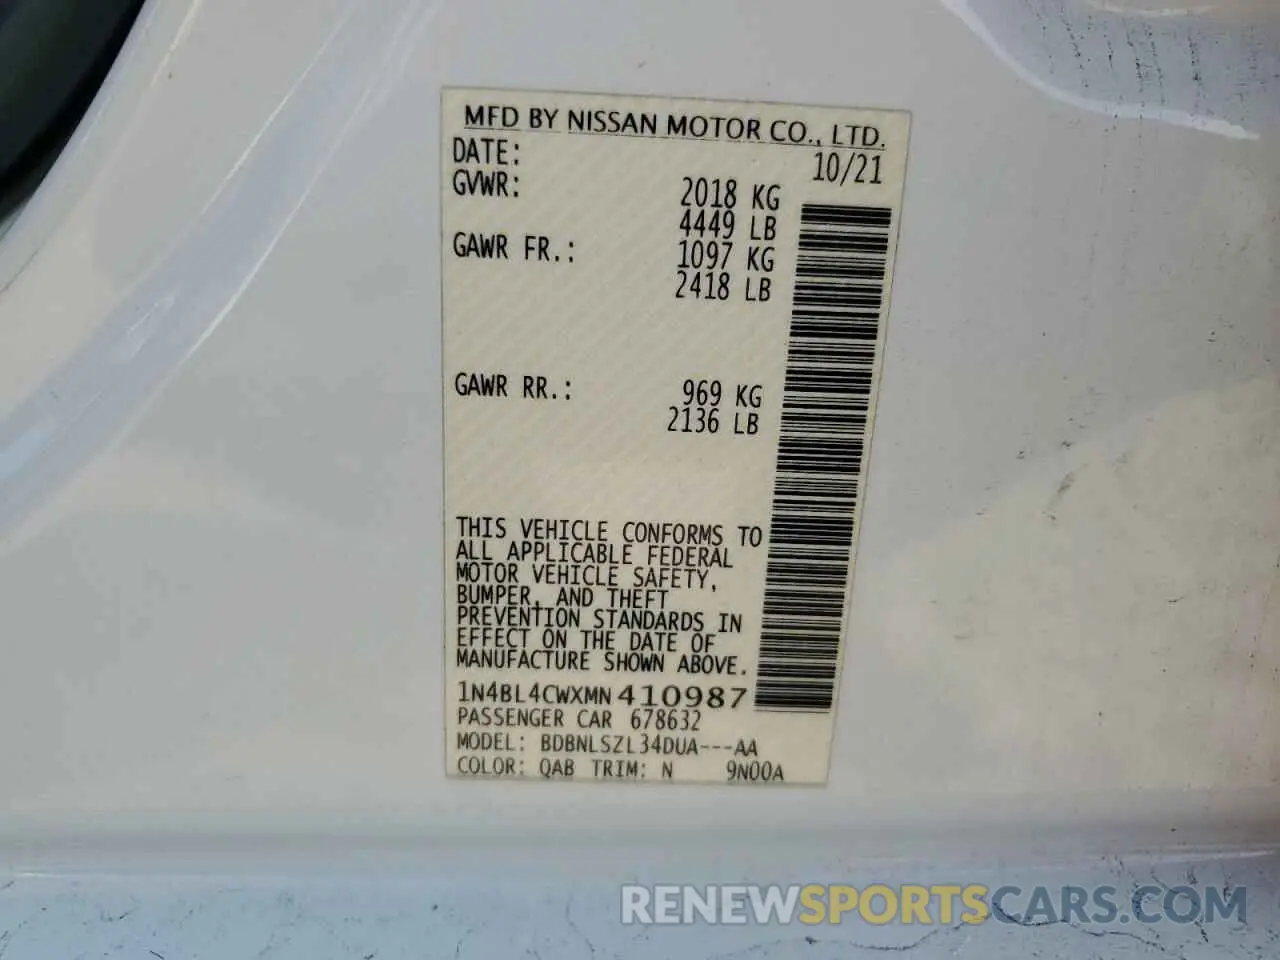 MFD BY NISSAN MOTOR CO., LTD.
DATE: 10/21
GVWR: 2018 KG
4449 LB
GAWR FR.: 1097 KG
2418 LB
GAWR RR.: 969 KG
2136 LB
THIS VEHICLE CONFORMS TO
ALL APPLICABLE FEDERAL
MOTOR VEHICLE SAFETY,
BUMPER, AND THEFT
PREVENTION STANDARDS IN
EFFECT ON THE DATE OF
MANUFACTURE SHOWN ABOVE.
1N4BL4CWXMN410987
PASSENGER CAR 678632
MODEL: BDBNLSZL34DUA---AA
COLOR: QAB TRIM: N 9N00A
RENEWSPORTSCARS.COM